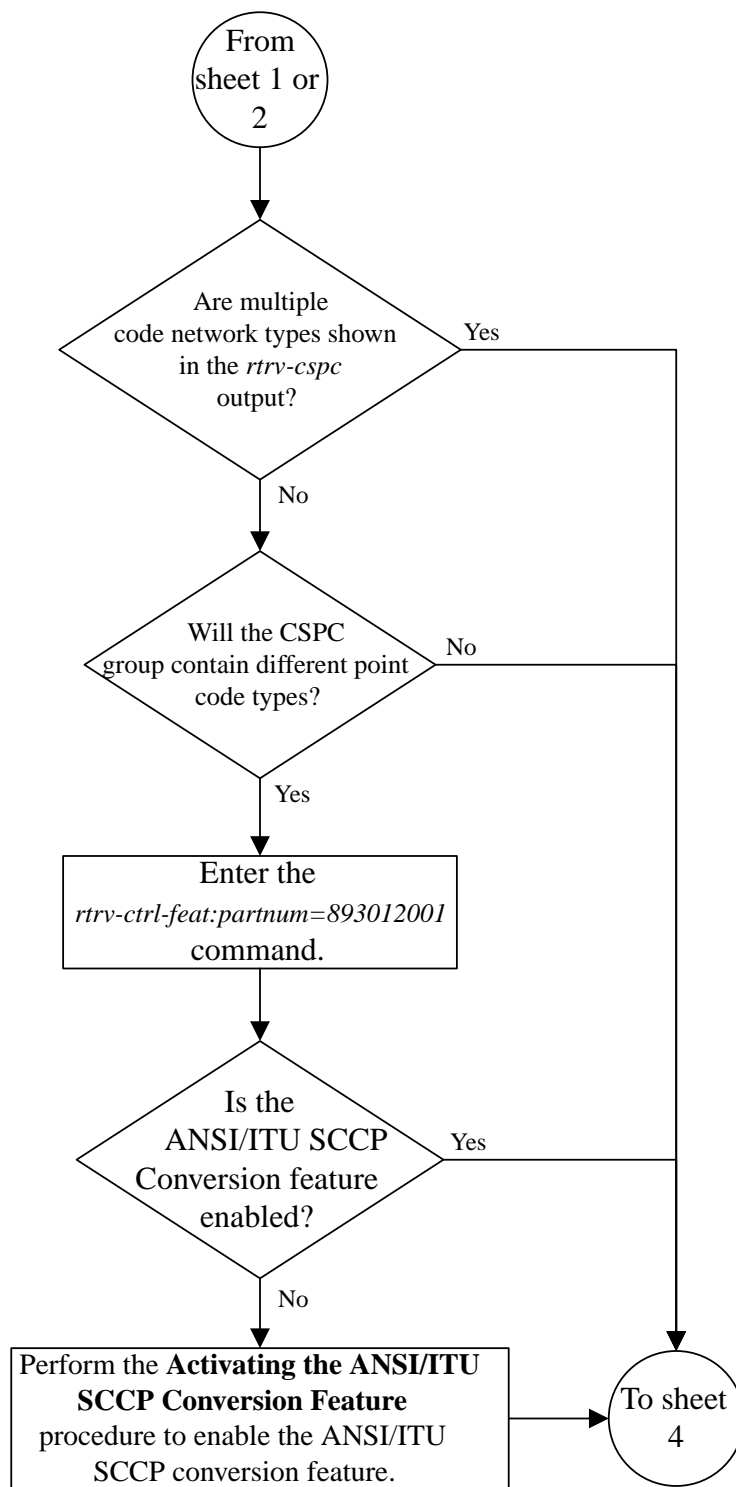 From
sheet 1 or
2
Are multiple
code network types shown
in the rtrv-cspc
output?
Yes
No
Will the CSPC
group contain different point
code types?
No
Yes
Enter the
rtrv-ctrl-feat:partnum=893012001
command.
Is the
ANSI/ITU SCCP
Conversion feature
enabled?
Yes
No
Perform the Activating the ANSI/ITU
SCCP Conversion Feature
procedure to enable the ANSI/ITU
SCCP conversion feature.
To sheet
4